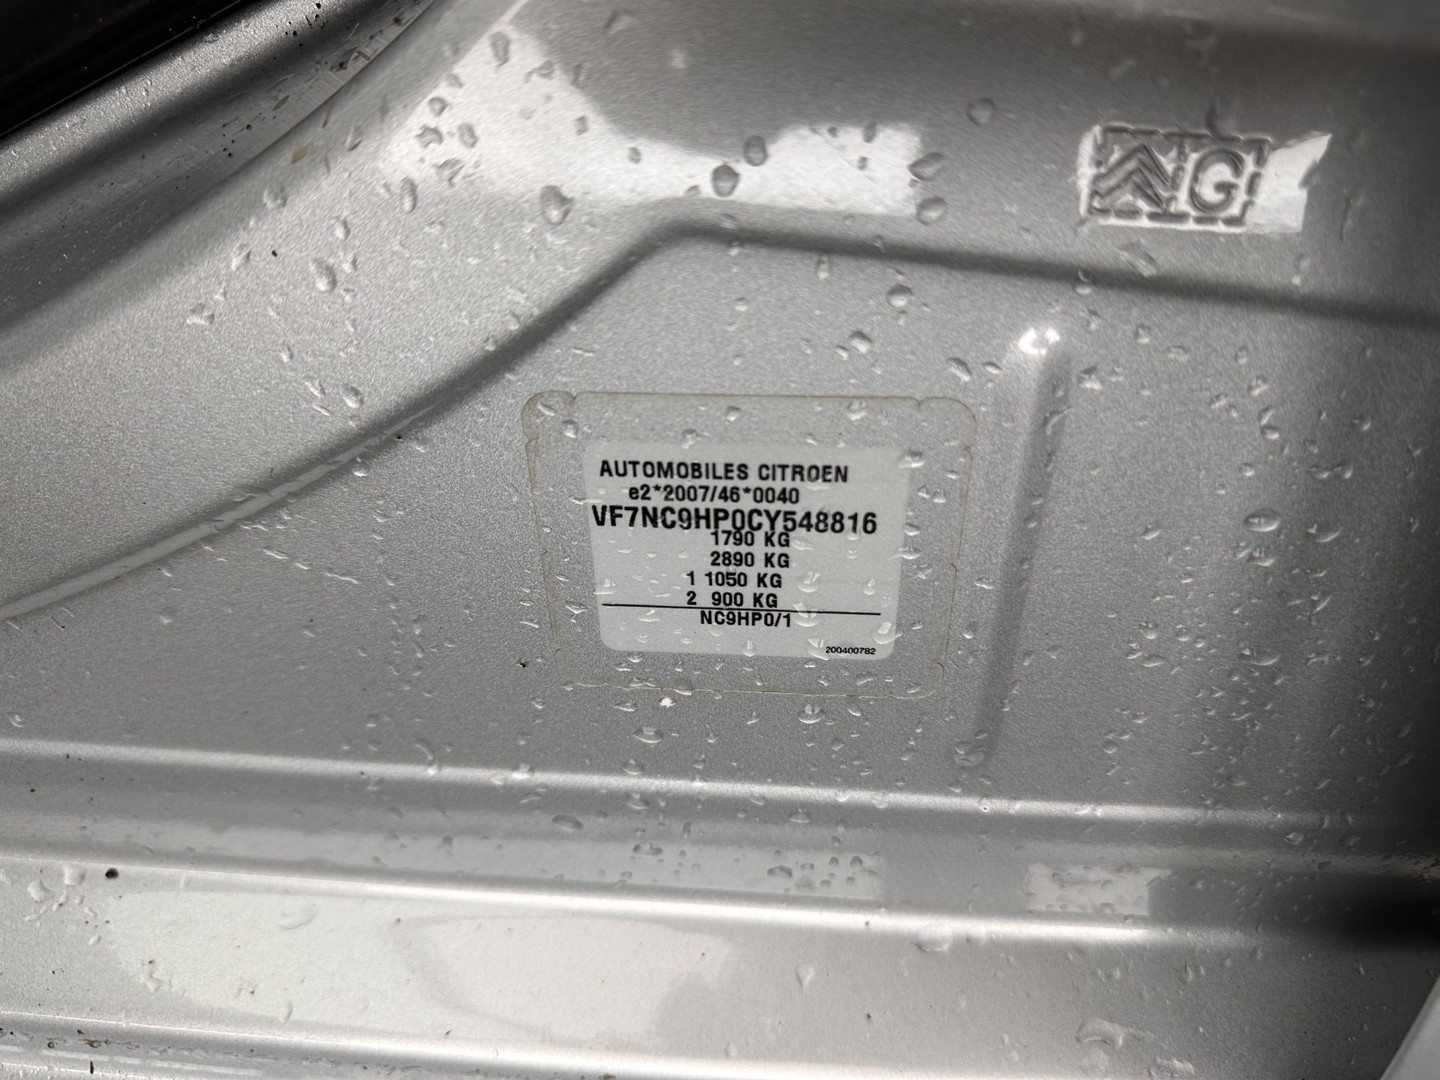 G
AUTOMOBILES CITROEN
e2*2007/46*0040
VF7NC9HP0CY548816
1790 KG
2890 KG
1 1050 KG
2 900 KG
NC9HP0/1
200400782